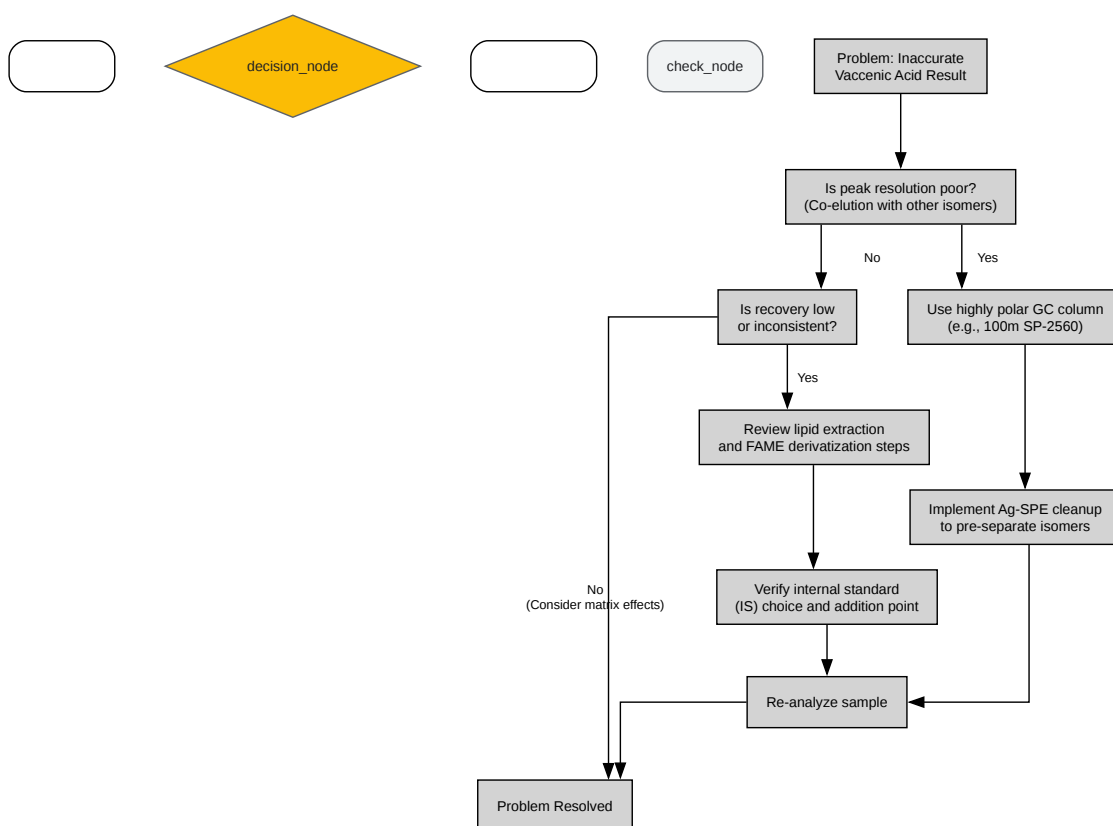 decision_node
check_node
Problem: Inaccurate
Vaccenic Acid Result
Is peak resolution poor?
(Co-elution with other isomers)
No
Yes
Is recovery low
or inconsistent?
Use highly polar GC column
(e.g., 100m SP-2560)
Yes
Review lipid extraction
and FAME derivatization steps
Implement Ag-SPE cleanup
to pre-separate isomers
No
(Consider matrix effects)
Verify internal standard
(IS) choice and addition point
Re-analyze sample
Problem Resolved